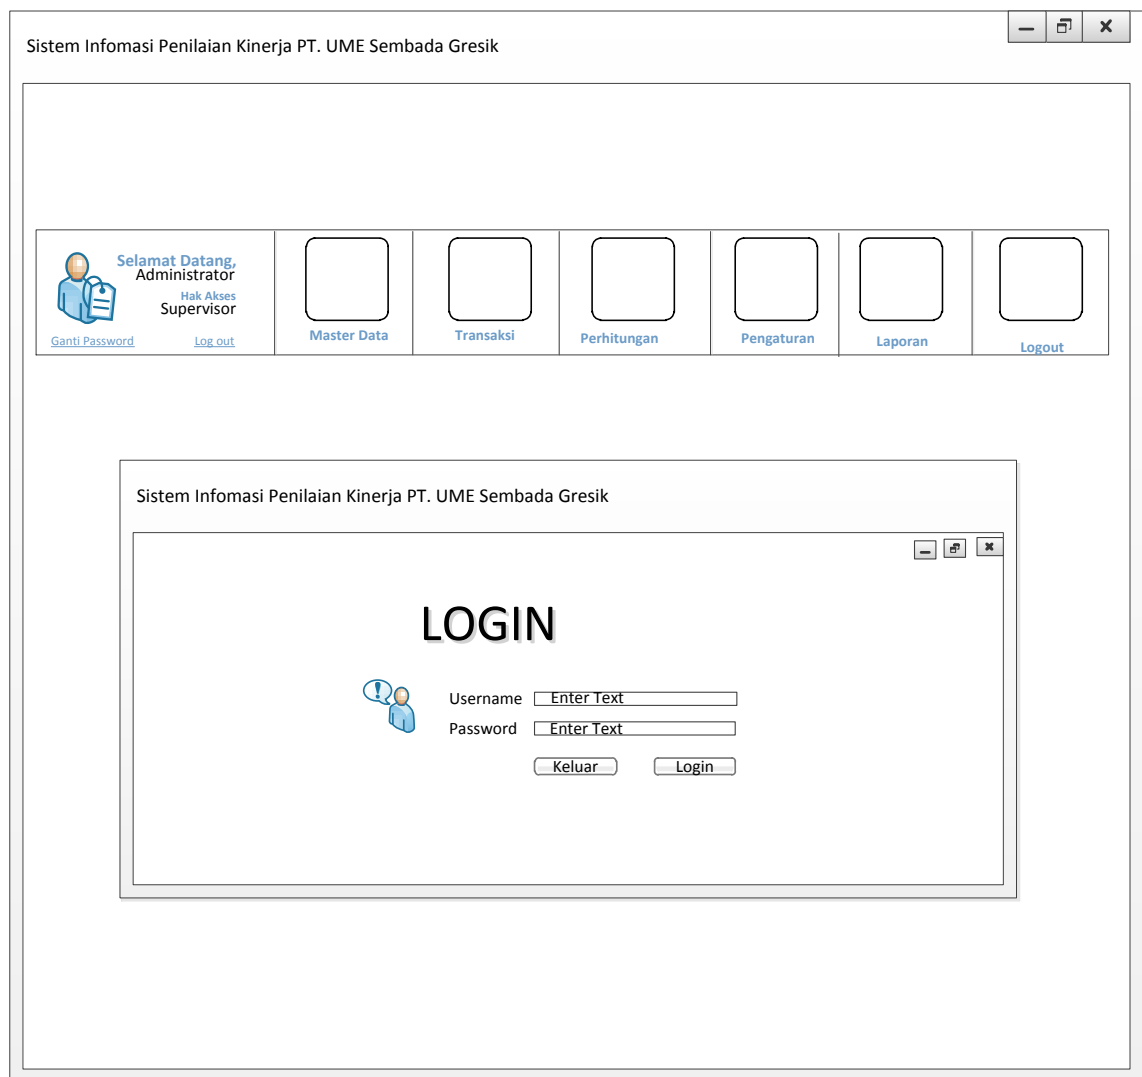 Sistem Infomasi Penilaian Kinerja PT. UME Sembada Gresik
Selamat Datang,
Administrator
Hak Akses
Supervisor
Ganti Password Log out
Master Data
Transaksi
Perhitungan
Pengaturan
Laporan
Logout
Sistem Infomasi Penilaian Kinerja PT. UME Sembada Gresik
LOGIN
Username Enter Text
Password Enter Text
Keluar Login